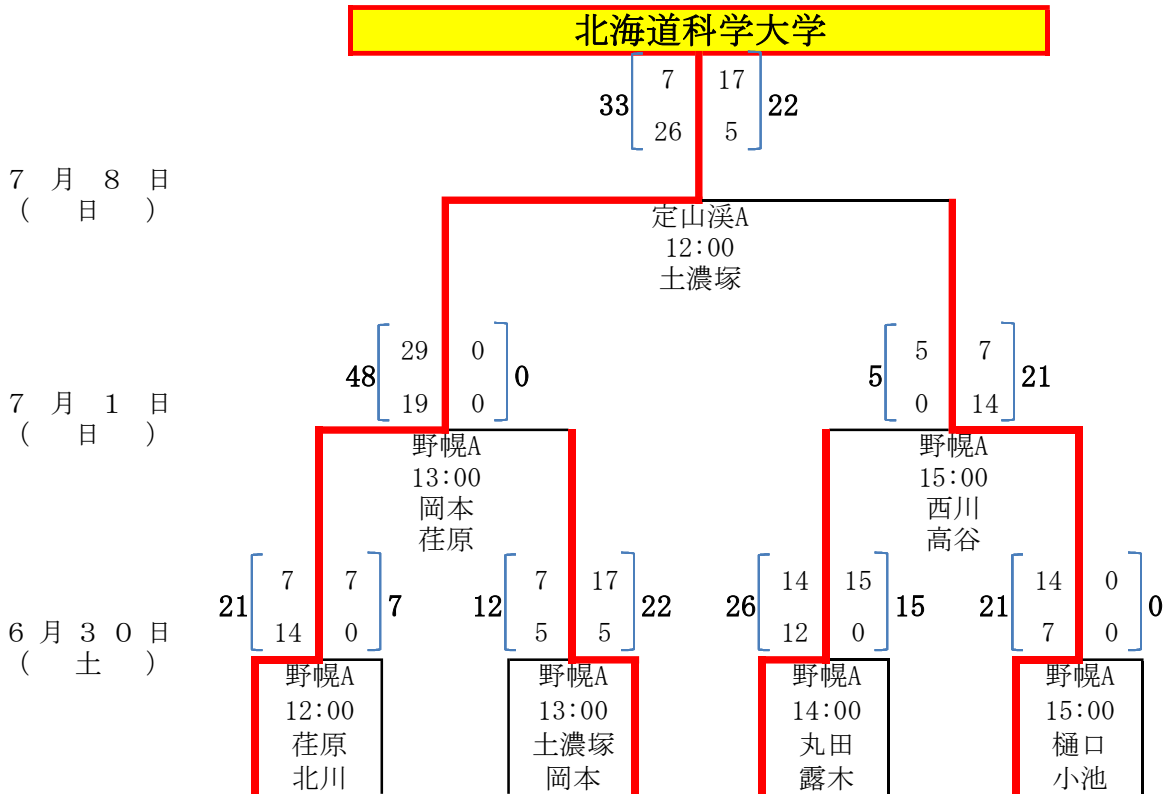 北海道科学大学
7 17
33 22
26 5
7 月 8 日
( 日 )
定山渓A
12:00
土濃塚
29 0 5 7
48 0 5 21
19 0 0 14
7 月 1 日
( 日 )
野幌A 野幌A
13:00 15:00
岡本 西川
荏原 高谷
7 7 7 17 14 15 14 0
21 7 12 22 26 15 21 0
14 0 5 5 12 0 7 0
6 月 3 0 日
( 土 )
野幌A 野幌A 野幌A 野幌A
12:00 13:00 14:00 15:00
荏原 土濃塚 丸田 樋口
北川 岡本 露木 小池